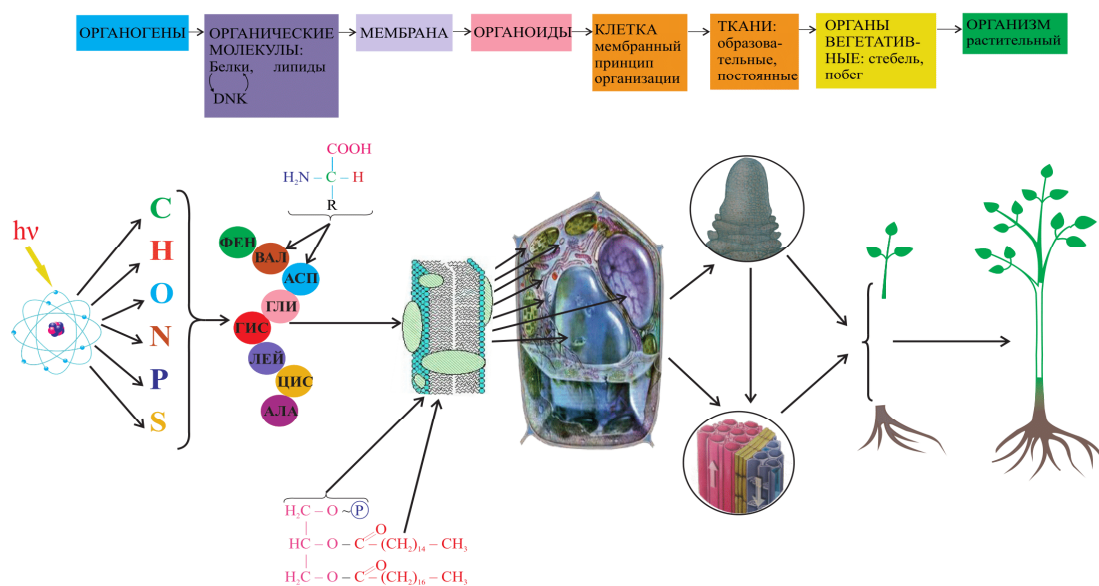 ОРГАНОГЕНЫ
ОРГАНИЧЕСКИЕ
МОЛЕКУЛЫ:
Белки, липиды
DNK
МЕМБРАНА
ОРГАНОИДЫ
КЛЕТКА
мембранный
принцип
организации
ТКАНИ:
образова-
тельные,
постоянные
ОРГАНЫ
ВЕГЕТАТИВ-
НЫЕ: стебель,
побег
ОРГАНИЗМ
растительный
hν
C
H
O
N
P
S
COOH
H₂N – C – H
R
ФЕН
ВАЛ
АСП
ГЛИ
ГИС
ЛЕЙ
ЦИС
АЛА
H₂C – O ~ P
O
HC – O – C – (CH₂)₁₄ – CH₃
O
H₂C – O – C – (CH₂)₁₆ – CH₃